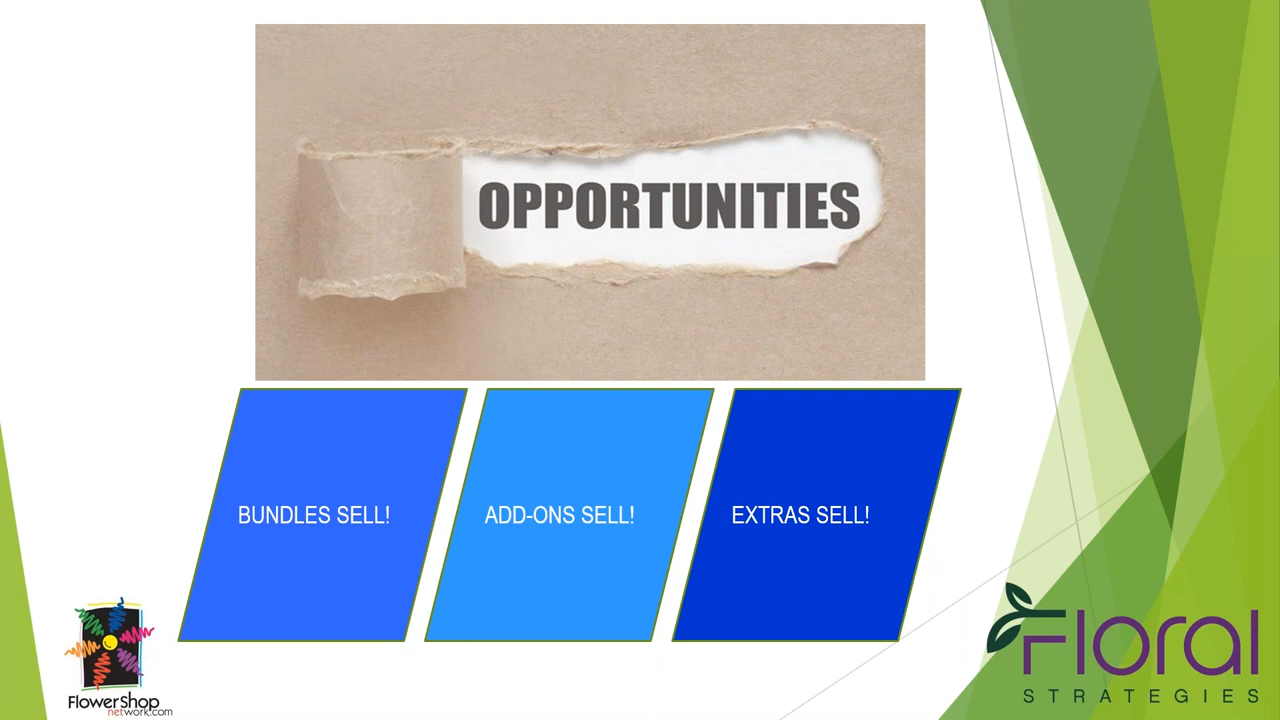 OPPORTUNITIES
BUNDLES SELL!
ADD-ONS SELL!
EXTRAS SELL!
FlowerShop
network.com
Floral
STRATEGIES